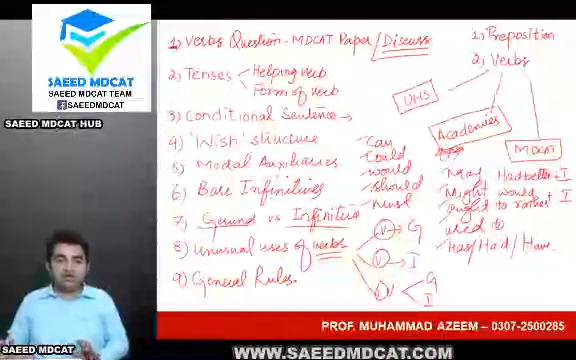 1) Verbs Question - MDCAT Paper / Discuss
2) Tenses
Helping verb
Form of verb
3) Conditional Sentence →
4) 'Wish' structure
5) Modal Auxiliaries
6) Bare Infinitives
7) Gerund vs Infinitive
8) Unusual uses of verbs
9) General Rules.
Can
Could
would
should
Must
V → G
V → I
V
G
I
1) Preposition
2) Verbs
UHS
Academies
MDCAT
May Had better + I
Might would
ought to rather + I
used to
Has / Had / Have
SAEED MDCAT
SAEED MDCAT TEAM
f SAEEDMDCAT
SAEED MDCAT HUB
SAEED MDCAT
PROF. MUHAMMAD AZEEM – 0307-2500285
WWW.SAEEDMDCAT.COM